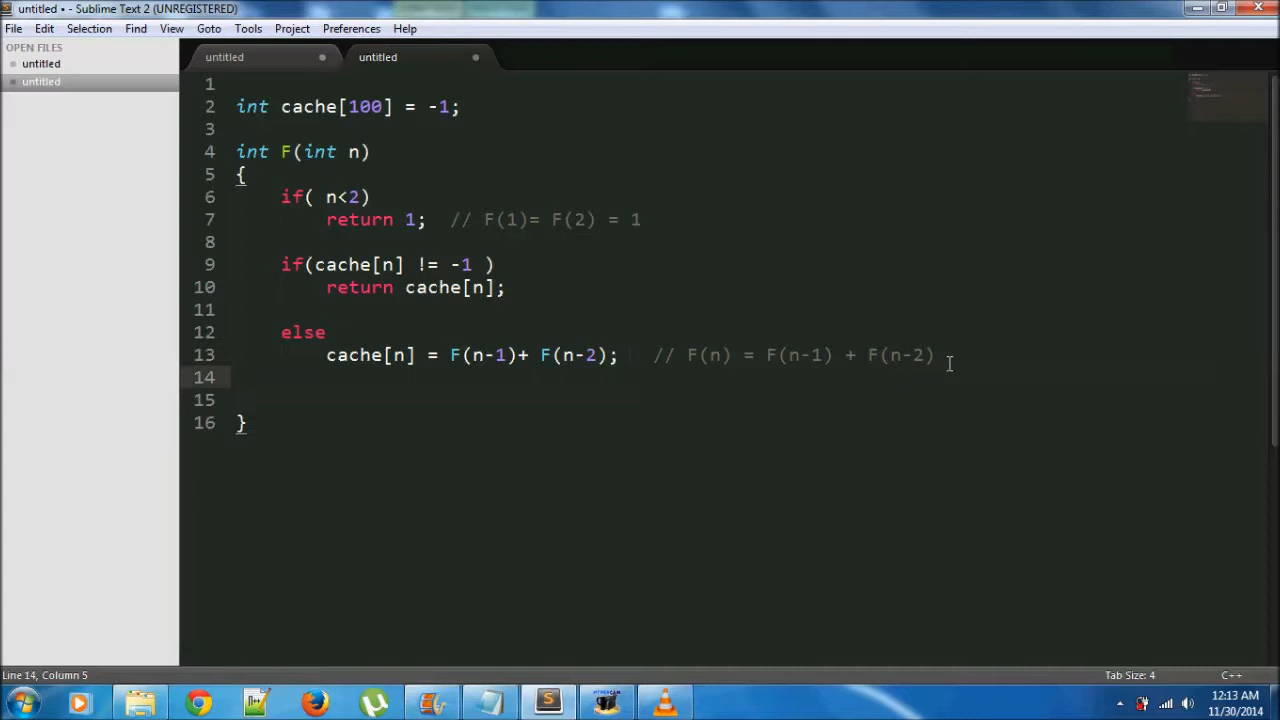 untitled • - Sublime Text 2 (UNREGISTERED)
File Edit Selection Find View Goto Tools Project Preferences Help
OPEN FILES
untitled
untitled
untitled untitled
1
2 int cache[100] = -1;
3
4 int F(int n)
5 {
6 if( n<2)
7 return 1; // F(1)= F(2) = 1
8
9 if(cache[n] != -1 )
10 return cache[n];
11
12 else
13 cache[n] = F(n-1)+ F(n-2); // F(n) = F(n-1) + F(n-2)
14
15
16 }
Line 14, Column 5 Tab Size: 4 C++
HYPERCAM
12:13 AM
11/30/2014